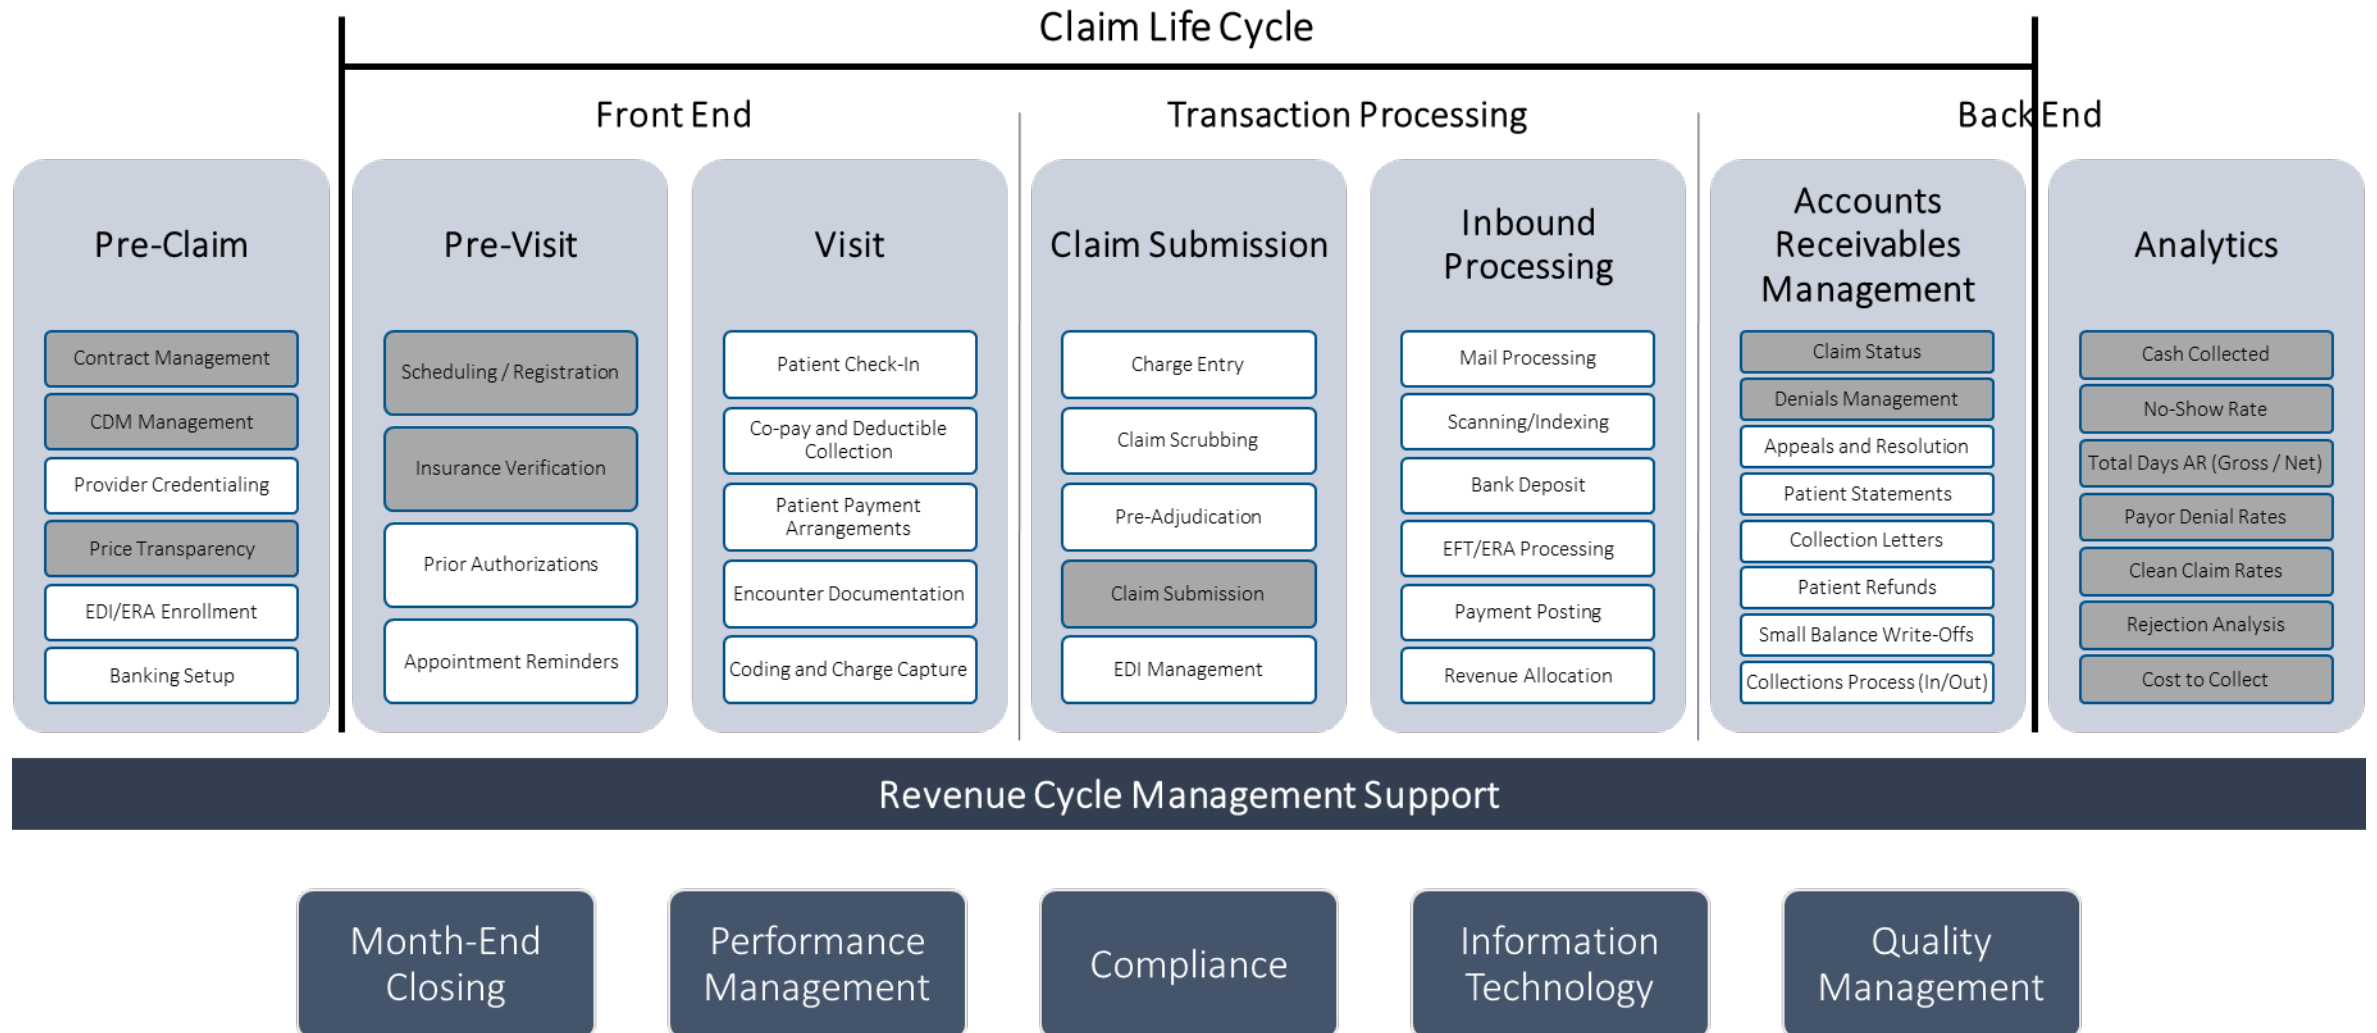 Claim Life Cycle
Front End
Transaction Processing
Back End
Pre-Claim
Contract Management
CDM Management
Provider Credentialing
Price Transparency
EDI/ERA Enrollment
Banking Setup
Pre-Visit
Scheduling / Registration
Insurance Verification
Prior Authorizations
Appointment Reminders
Visit
Patient Check-In
Co-pay and Deductible
Collection
Patient Payment
Arrangements
Encounter Documentation
Coding and Charge Capture
Claim Submission
Charge Entry
Claim Scrubbing
Pre-Adjudication
Claim Submission
EDI Management
Inbound
Processing
Mail Processing
Scanning/Indexing
Bank Deposit
EFT/ERA Processing
Payment Posting
Revenue Allocation
Accounts
Receivables
Management
Claim Status
Denials Management
Appeals and Resolution
Patient Statements
Collection Letters
Patient Refunds
Small Balance Write-Offs
Collections Process (In/Out)
Analytics
Cash Collected
No-Show Rate
Total Days AR (Gross / Net)
Payor Denial Rates
Clean Claim Rates
Rejection Analysis
Cost to Collect
Revenue Cycle Management Support
Month-End
Closing
Performance
Management
Compliance
Information
Technology
Quality
Management